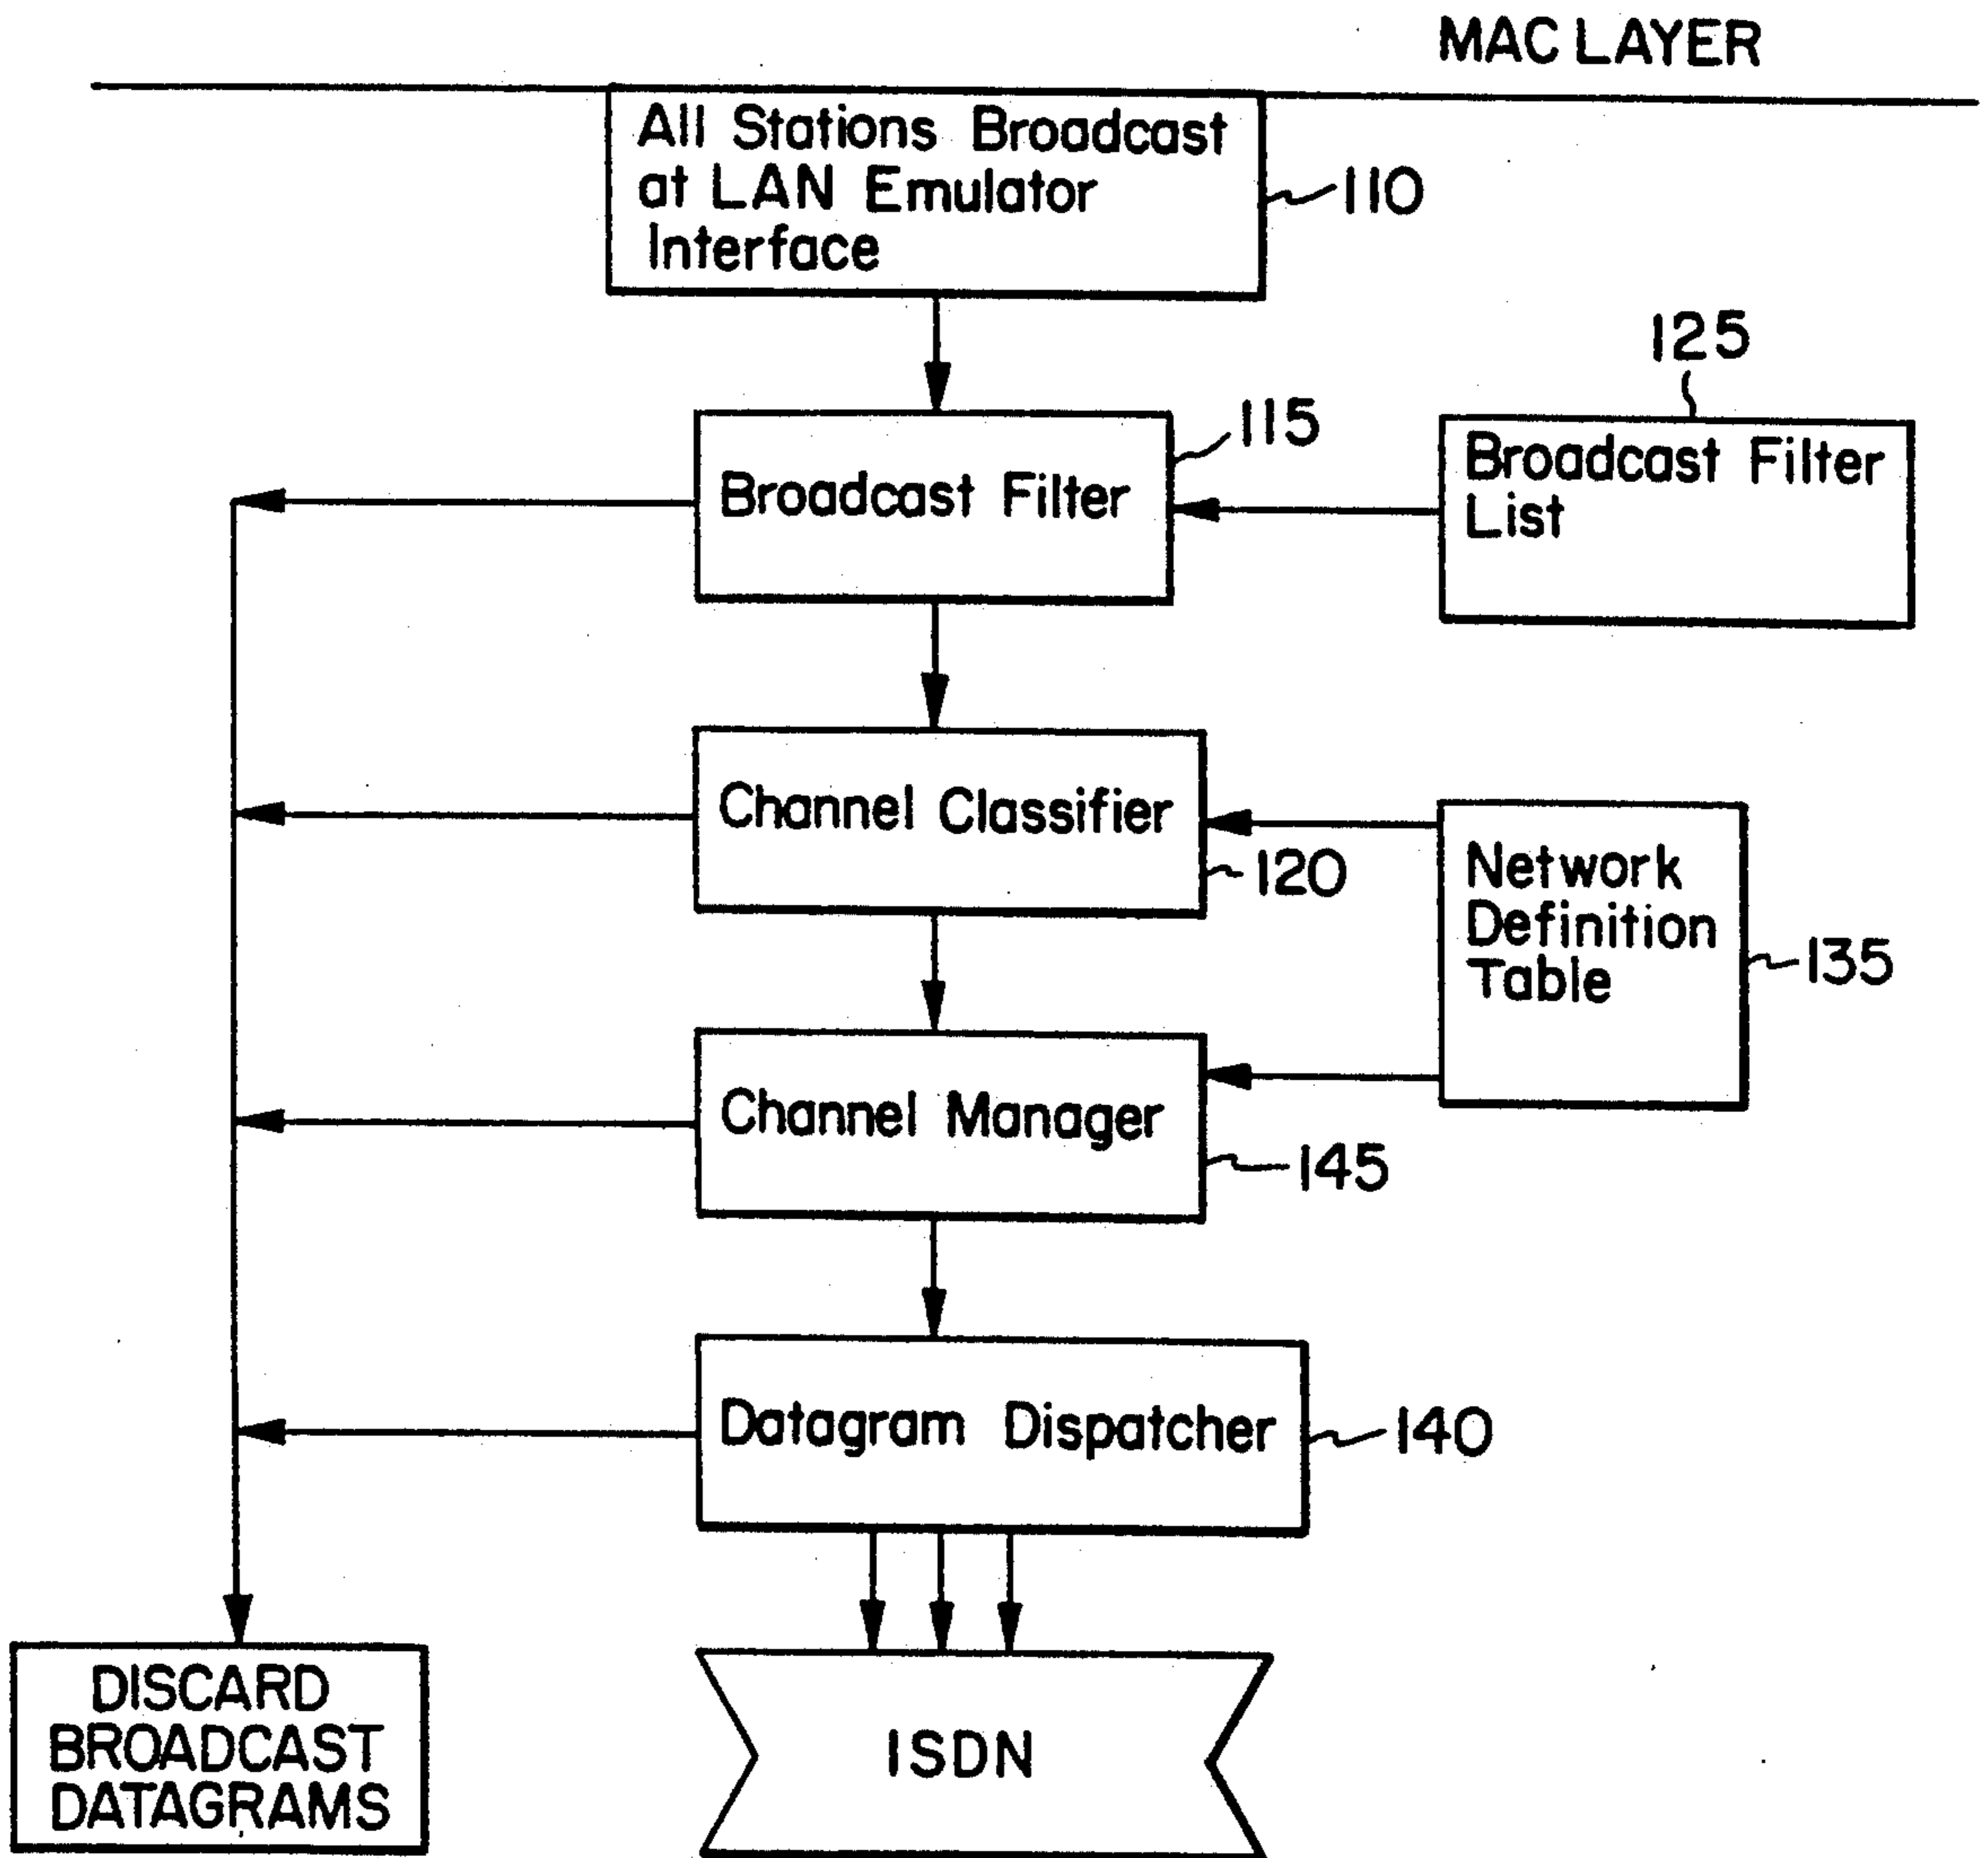 MAC LAYER
All Stations Broadcast
at LAN Emulator
Interface
110
125
115
Broadcast Filter
Broadcast Filter
List
Channel Classifier
120
Network
Definition
Table
135
Channel Manager
145
Datagram Dispatcher
140
DISCARD
BROADCAST
DATAGRAMS
ISDN